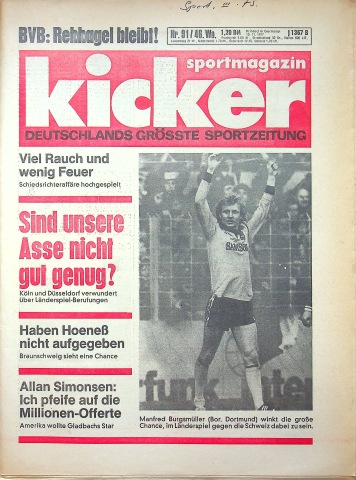 BVB: Rehhagel bleibt!
Nr. 91/46. Wo.
1,20 DM
J 1367 B
sportmagazin
kicker
DEUTSCHLANDS GRÖSSTE SPORTZEITUNG
Viel Rauch und
wenig Feuer
Schiedsrichteraffäre hochgespielt
Sind unsere
Asse nicht
gut genug?
Köln und Düsseldorf verwundert
über Länderspiel-Berufungen
Haben Hoeneß
nicht aufgegeben
Braunschweig sieht eine Chance
Allan Simonsen:
Ich pfeife auf die
Millionen-Offerte
Amerika wollte Gladbachs Star
SAMSON
Manfred Burgsmüller (Bor. Dortmund) winkt die große
Chance, im Länderspiel gegen die Schweiz dabei zu sein.